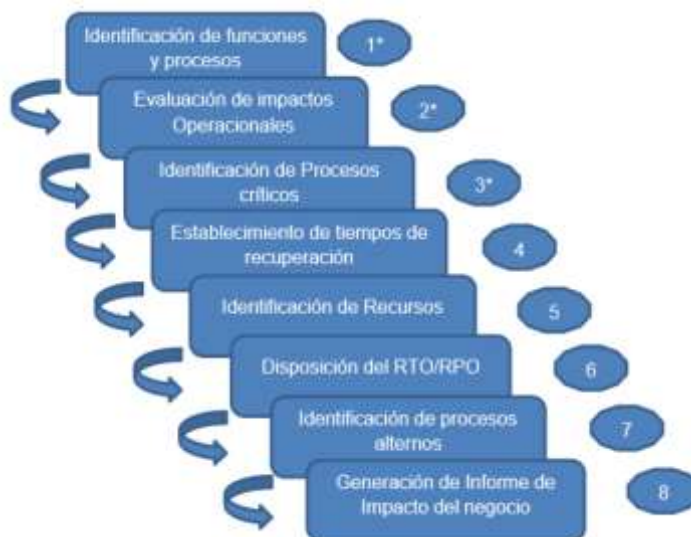 Identificación de funciones
y procesos
1*
Evaluación de impactos
Operacionales
2*
Identificación de Procesos
críticos
3*
Establecimiento de tiempos de
recuperación
4
Identificación de Recursos
5
Disposición del RTO/RPO
6
Identificación de procesos
alternos
7
Generación de Informe de
Impacto del negocio
8